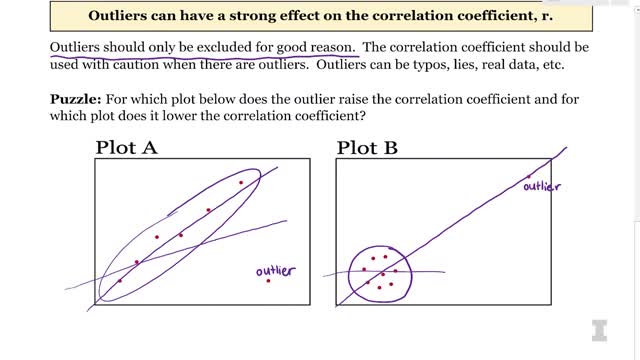 Outliers can have a strong effect on the correlation coefficient, r.
Outliers should only be excluded for good reason. The correlation coefficient should be
used with caution when there are outliers. Outliers can be typos, lies, real data, etc.
Puzzle: For which plot below does the outlier raise the correlation coefficient and for
which plot does it lower the correlation coefficient?
Plot A
Plot B
outlier
outlier
I